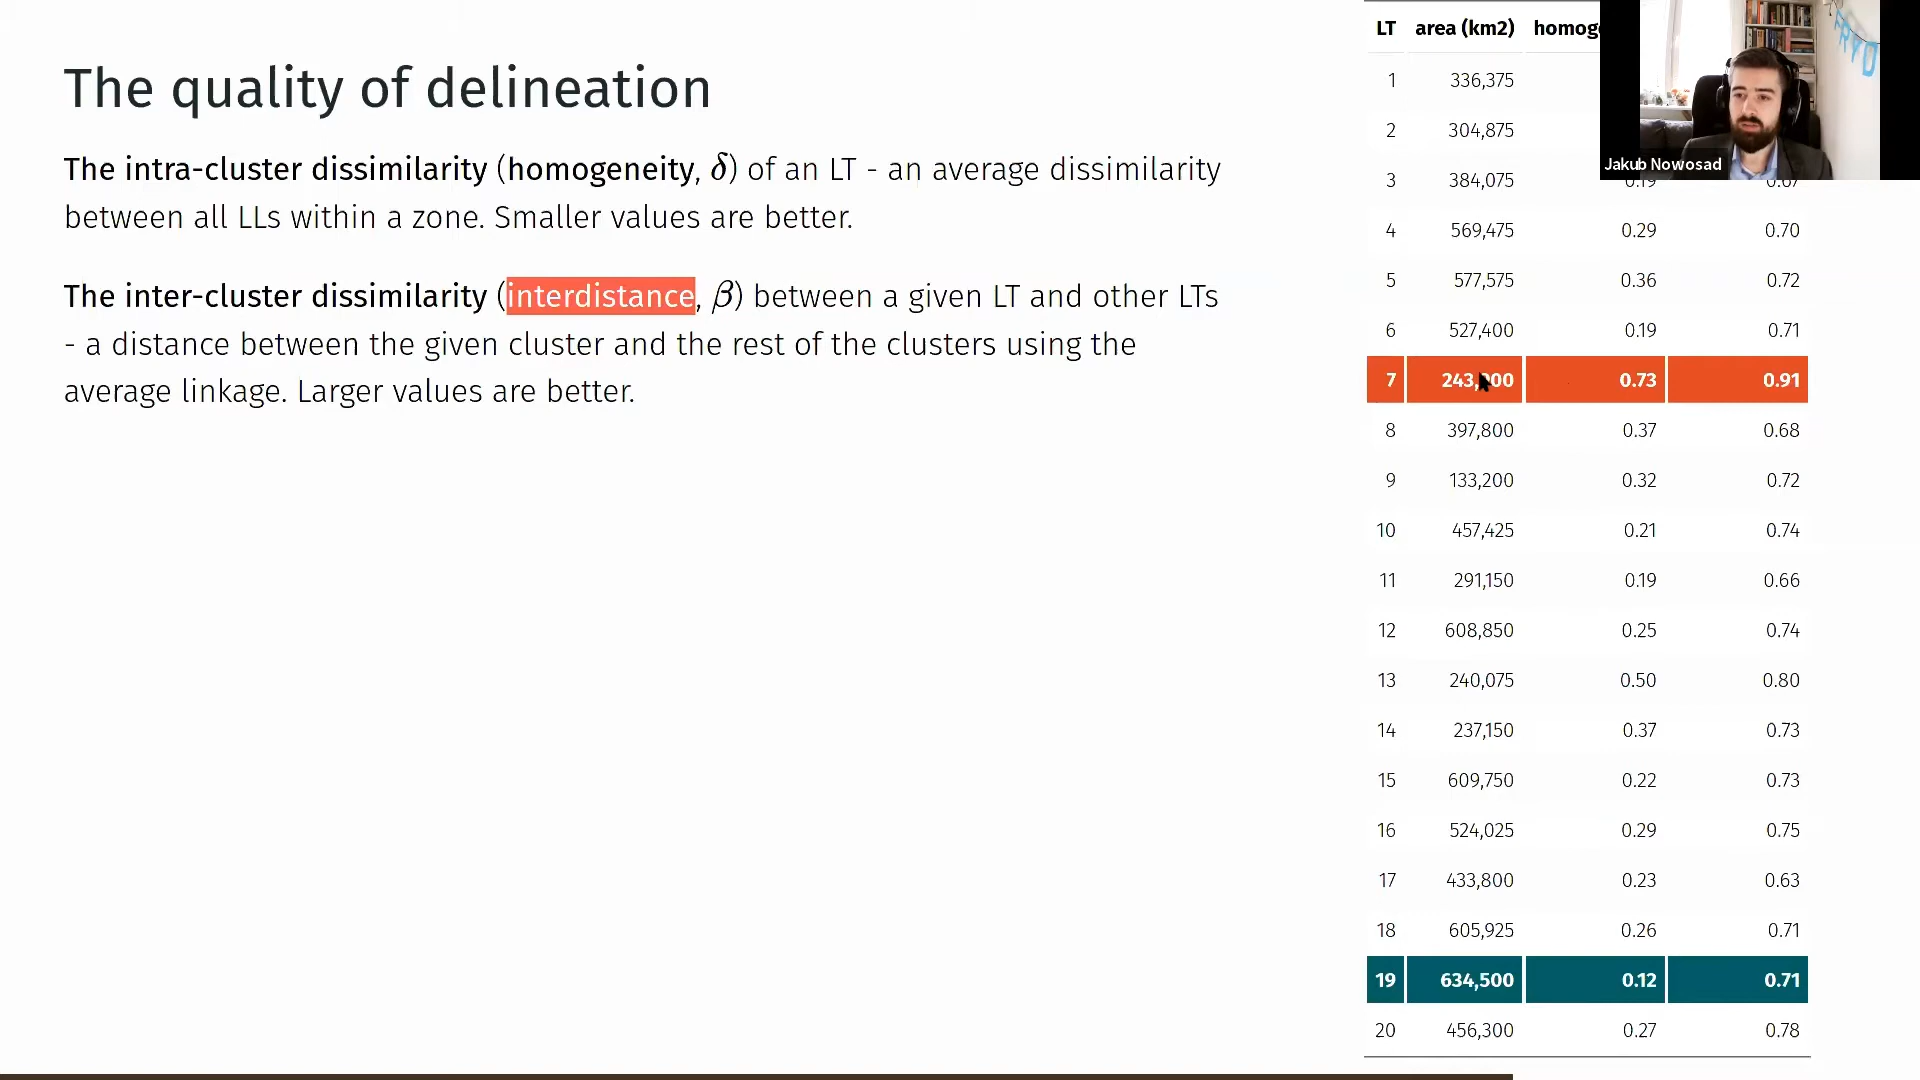 The quality of delineation
The intra-cluster dissimilarity (homogeneity, δ) of an LT - an average dissimilarity
between all LLs within a zone. Smaller values are better.
The inter-cluster dissimilarity (interdistance, β) between a given LT and other LTs
- a distance between the given cluster and the rest of the clusters using the
average linkage. Larger values are better.
LT area (km2) homog
1 336,375
2 304,875
3 384,075 0.19 0.67
4 569,475 0.29 0.70
5 577,575 0.36 0.72
6 527,400 0.19 0.71
7 243,000 0.73 0.91
8 397,800 0.37 0.68
9 133,200 0.32 0.72
10 457,425 0.21 0.74
11 291,150 0.19 0.66
12 608,850 0.25 0.74
13 240,075 0.50 0.80
14 237,150 0.37 0.73
15 609,750 0.22 0.73
16 524,025 0.29 0.75
17 433,800 0.23 0.63
18 605,925 0.26 0.71
19 634,500 0.12 0.71
20 456,300 0.27 0.78
Jakub Nowosad